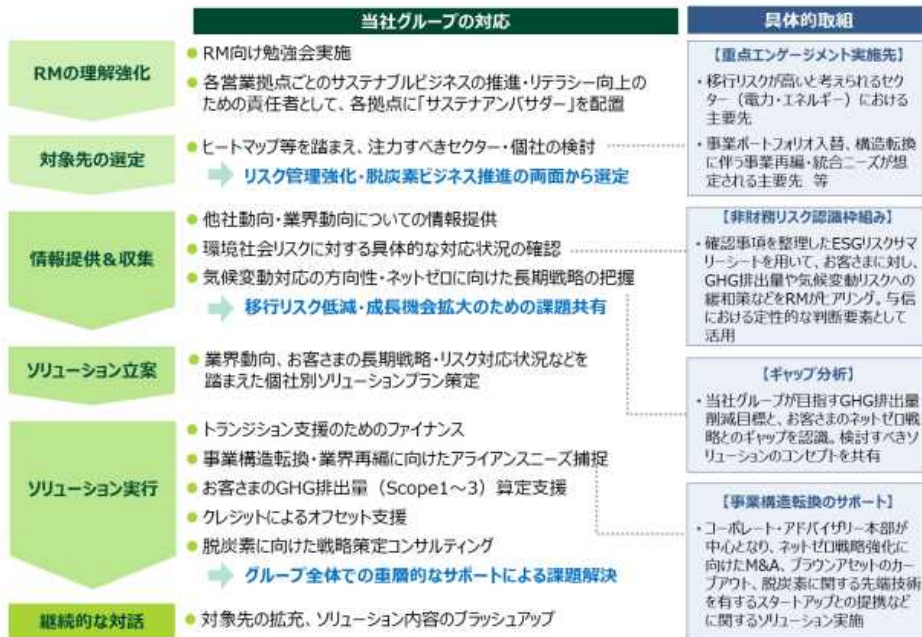 当社グループの対応
RMの理解強化
● RM向け勉強会実施
● 各営業拠点ごとのサステナブルビジネスの推進・リテラシー向上の
ための責任者として、各拠点に「サステナアンバサダー」を配置
対象先の選定
● ヒートマップ等を踏まえ、注力すべきセクター・個社の検討
リスク管理強化・脱炭素ビジネス推進の両面から選定
情報提供&収集
● 他社動向・業界動向についての情報提供
● 環境社会リスクに対する具体的な対応状況の確認
● 気候変動対応の方向性・ネットゼロに向けた長期戦略の把握
移行リスク低減・成長機会拡大のための課題共有
ソリューション立案
● 業界動向、お客さまの長期戦略・リスク対応状況などを
踏まえた個社別ソリューションプラン策定
ソリューション実行
● トランジション支援のためのファイナンス
● 事業構造転換・業界再編に向けたアライアンスニーズ捕捉
● お客さまのGHG排出量（Scope1～3）算定支援
● クレジットによるオフセット支援
● 脱炭素に向けた戦略策定コンサルティング
グループ全体での重層的なサポートによる課題解決
継続的な対話
● 対象先の拡充、ソリューション内容のブラッシュアップ
具体的取組
【重点エンゲージメント実施先】
・移行リスクが高いと考えられるセク
ター（電力・エネルギー）における
主要先
・事業ポートフォリオ入替、構造転換
に伴う事業再編・統合ニーズが想
定される主要先 等
【非財務リスク認識枠組み】
・確認事項を整理したESGリスクサマ
リーシートを用いて、お客さまに対し、
GHG排出量や気候変動リスクへの
緩和策などをRMがヒアリング。与信
における定性的な判断要素として
活用
【ギャップ分析】
・当社グループが目指すGHG排出量
削減目標と、お客さまのネットゼロ戦
略とのギャップを認識。検討すべきソ
リューションのコンセプトを共有
【事業構造転換のサポート】
・コーポレート・アドバイザリー本部が
中心となり、ネットゼロ戦略強化に
向けたM&A、ブラウンアセットのカー
ブアウト、脱炭素に関する先端技術
を有するスタートアップとの提携など
に関するソリューション実施